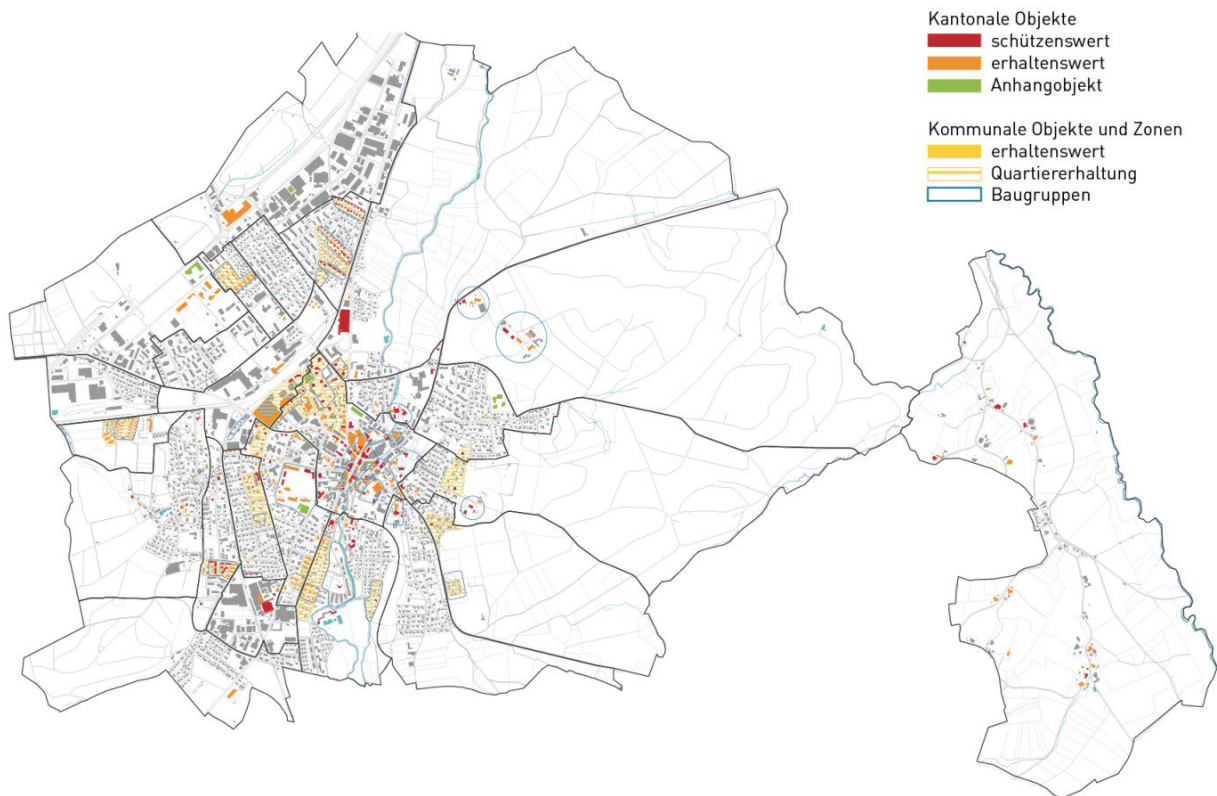 Kantonale Objekte
schützenswert
erhaltenswert
Anhangobjekt
Kommunale Objekte und Zonen
erhaltenswert
Quartiererhaltung
Baugruppen